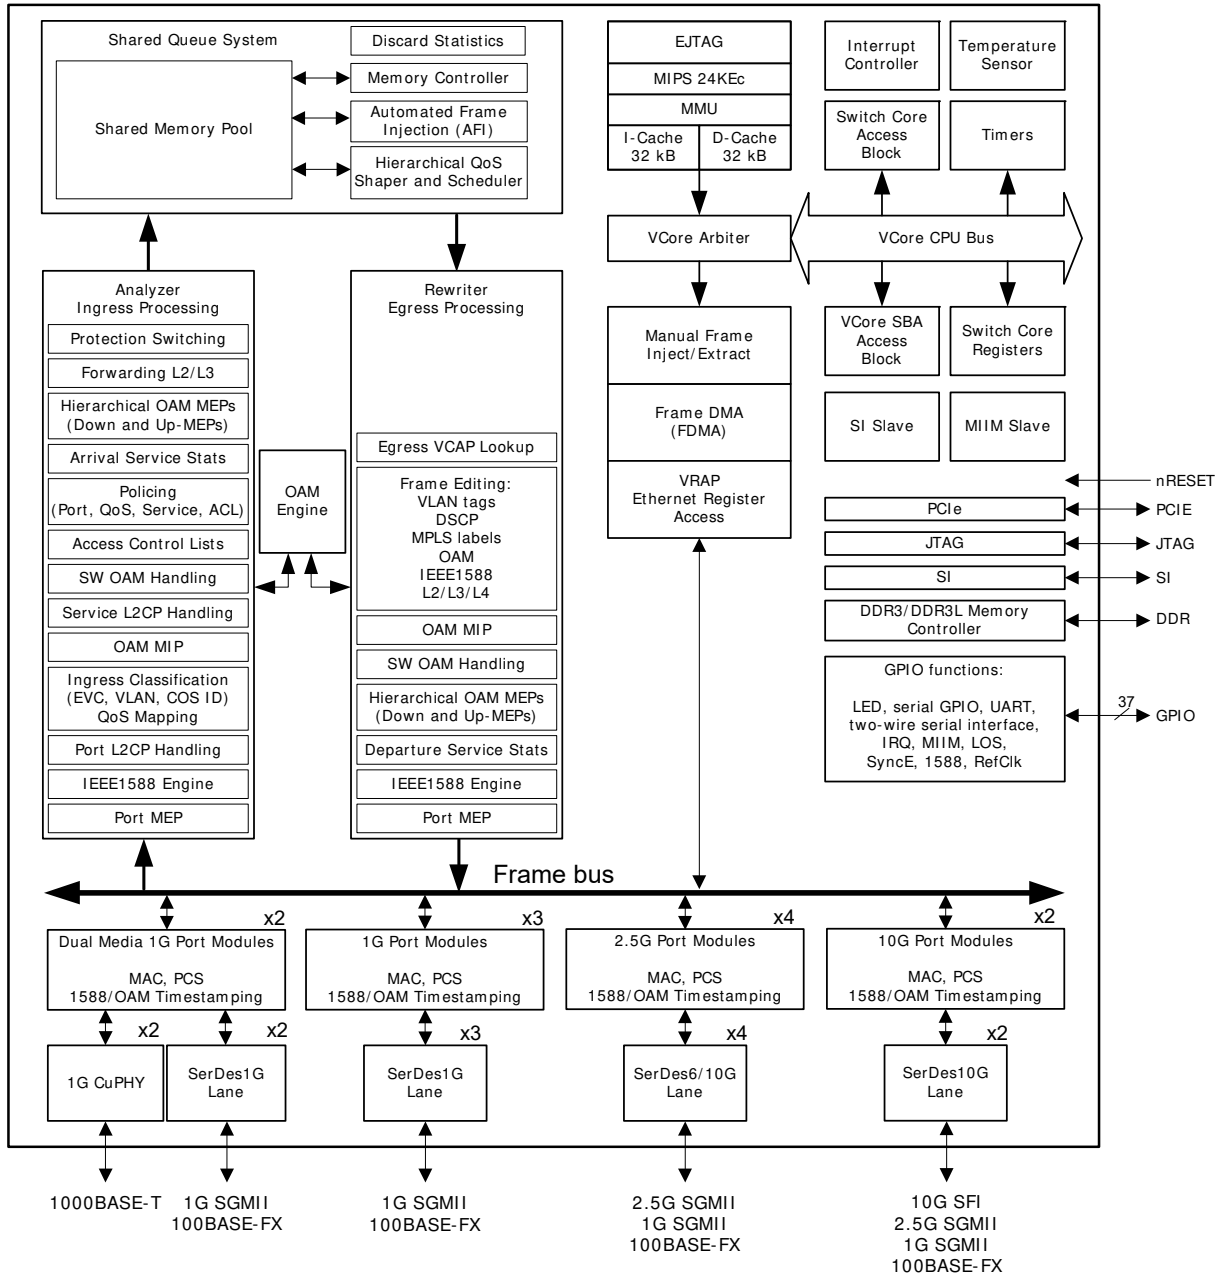 Shared Queue System
Shared Memory Pool
Discard Statistics
Memory Controller
Automated Frame
Injection (AFI)
Hierarchical QoS
Shaper and Scheduler
EJTAG
MIPS 24KEc
MMU
I-Cache
32 kB
D-Cache
32 kB
Interrupt
Controller
Temperature
Sensor
Switch Core
Access
Block
Timers
VCore Arbiter
VCore CPU Bus
Analyzer
Ingress Processing
Protection Switching
Forwarding L2/L3
Hierarchical OAM MEPs
(Down and Up-MEPs)
Arrival Service Stats
Policing
(Port, QoS, Service, ACL)
Access Control Lists
SW OAM Handling
Service L2CP Handling
OAM MIP
Ingress Classification
(EVC, VLAN, COS ID)
QoS Mapping
Port L2CP Handling
IEEE1588 Engine
Port MEP
OAM
Engine
Rewriter
Egress Processing
Egress VCAP Lookup
Frame Editing:
VLAN tags
DSCP
MPLS labels
OAM
IEEE1588
L2/L3/L4
OAM MIP
SW OAM Handling
Hierarchical OAM MEPs
(Down and Up-MEPs)
Departure Service Stats
IEEE1588 Engine
Port MEP
Manual Frame
Inject/Extract
Frame DMA
(FDMA)
VRAP
Ethernet Register
Access
VCore SBA
Access
Block
Switch Core
Registers
SI Slave
MIIM Slave
nRESET
PCIe
PCIE
JTAG
JTAG
SI
SI
DDR3/DDR3L Memory
Controller
DDR
GPIO functions:
LED, serial GPIO, UART,
two-wire serial interface,
IRQ, MIIM, LOS,
SyncE, 1588, RefClk
37
GPIO
Frame bus
x2
Dual Media 1G Port Modules
MAC, PCS
1588/OAM Timestamping
x3
1G Port Modules
MAC, PCS
1588/OAM Timestamping
x4
2.5G Port Modules
MAC, PCS
1588/OAM Timestamping
x2
10G Port Modules
MAC, PCS
1588/OAM Timestamping
x2
1G CuPHY
x2
SerDes1G
Lane
x3
SerDes1G
Lane
x4
SerDes6/10G
Lane
x2
SerDes10G
Lane
1000BASE-T
1G SGMII
100BASE-FX
1G SGMII
100BASE-FX
2.5G SGMII
1G SGMII
100BASE-FX
10G SFI
2.5G SGMII
1G SGMII
100BASE-FX